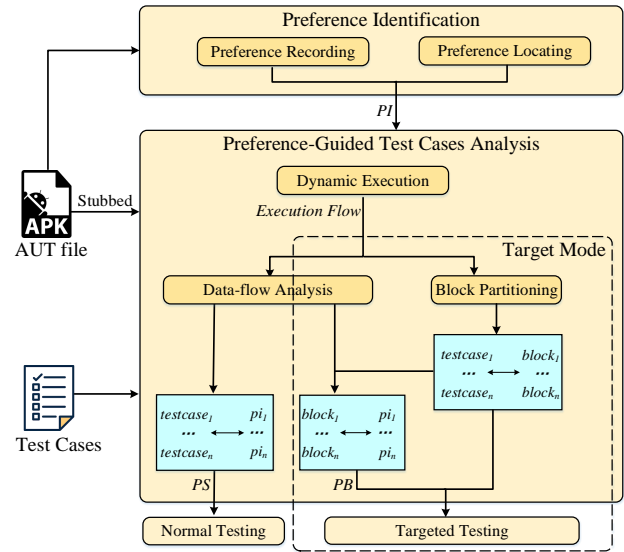 Preference Identification
Preference Recording
Preference Locating
PI
Preference-Guided Test Cases Analysis
Dynamic Execution
APK
Stubbed
Execution Flow
AUT file
Target Mode
Data-flow Analysis
Block Partitioning
testcase1 block1
... ...
testcasen blockn
testcase1 pi1
... ...
testcasen pin
block1 pi1
... ...
blockn pin
Test Cases
PS
PB
Normal Testing
Targeted Testing